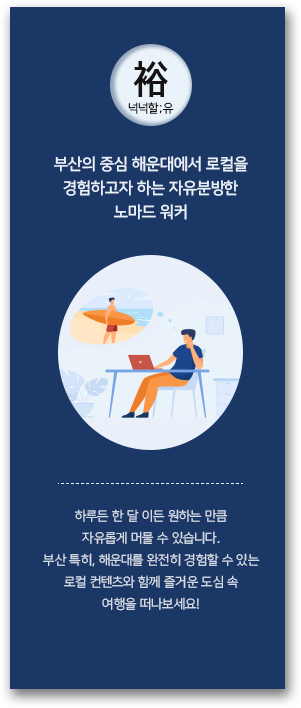 裕
넉넉할;유
부산의 중심 해운대에서 로컬을
경험하고자 하는 자유분방한
노마드 워커
하루든 한 달 이든 원하는 만큼
자유롭게 머물 수 있습니다.
부산 특히, 해운대를 완전히 경험할 수 있는
로컬 컨텐츠와 함께 즐거운 도심 속
여행을 떠나보세요!